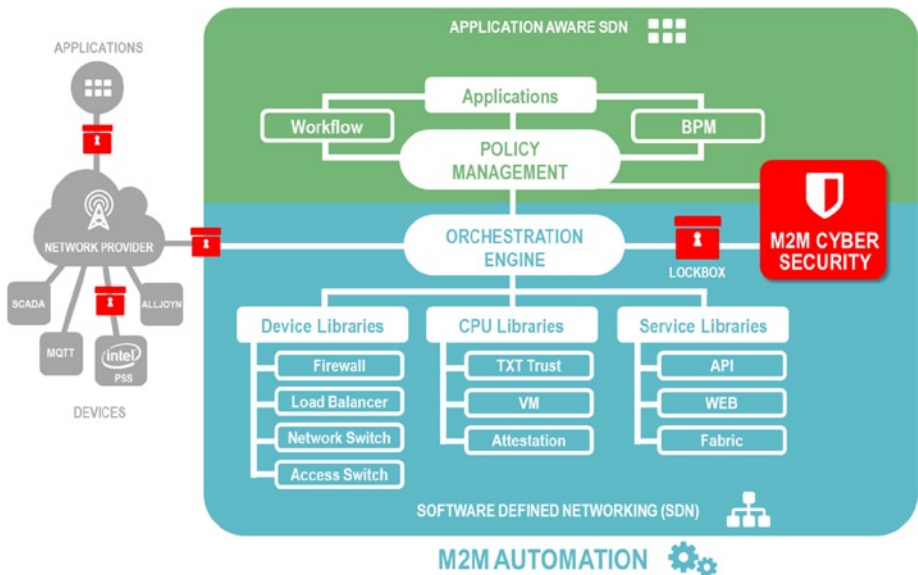 APPLICATION AWARE SDN
APPLICATIONS
Applications
Workflow
BPM
POLICY
MANAGEMENT
NETWORK PROVIDER
ORCHESTRATION
ENGINE
LOCKBOX
M2M CYBER
SECURITY
SCADA
ALLJOYN
MQTT
intel
PSS
DEVICES
Device Libraries
Firewall
Load Balancer
Network Switch
Access Switch
CPU Libraries
TXT Trust
VM
Attestation
Service Libraries
API
WEB
Fabric
SOFTWARE DEFINED NETWORKING (SDN)
M2M AUTOMATION